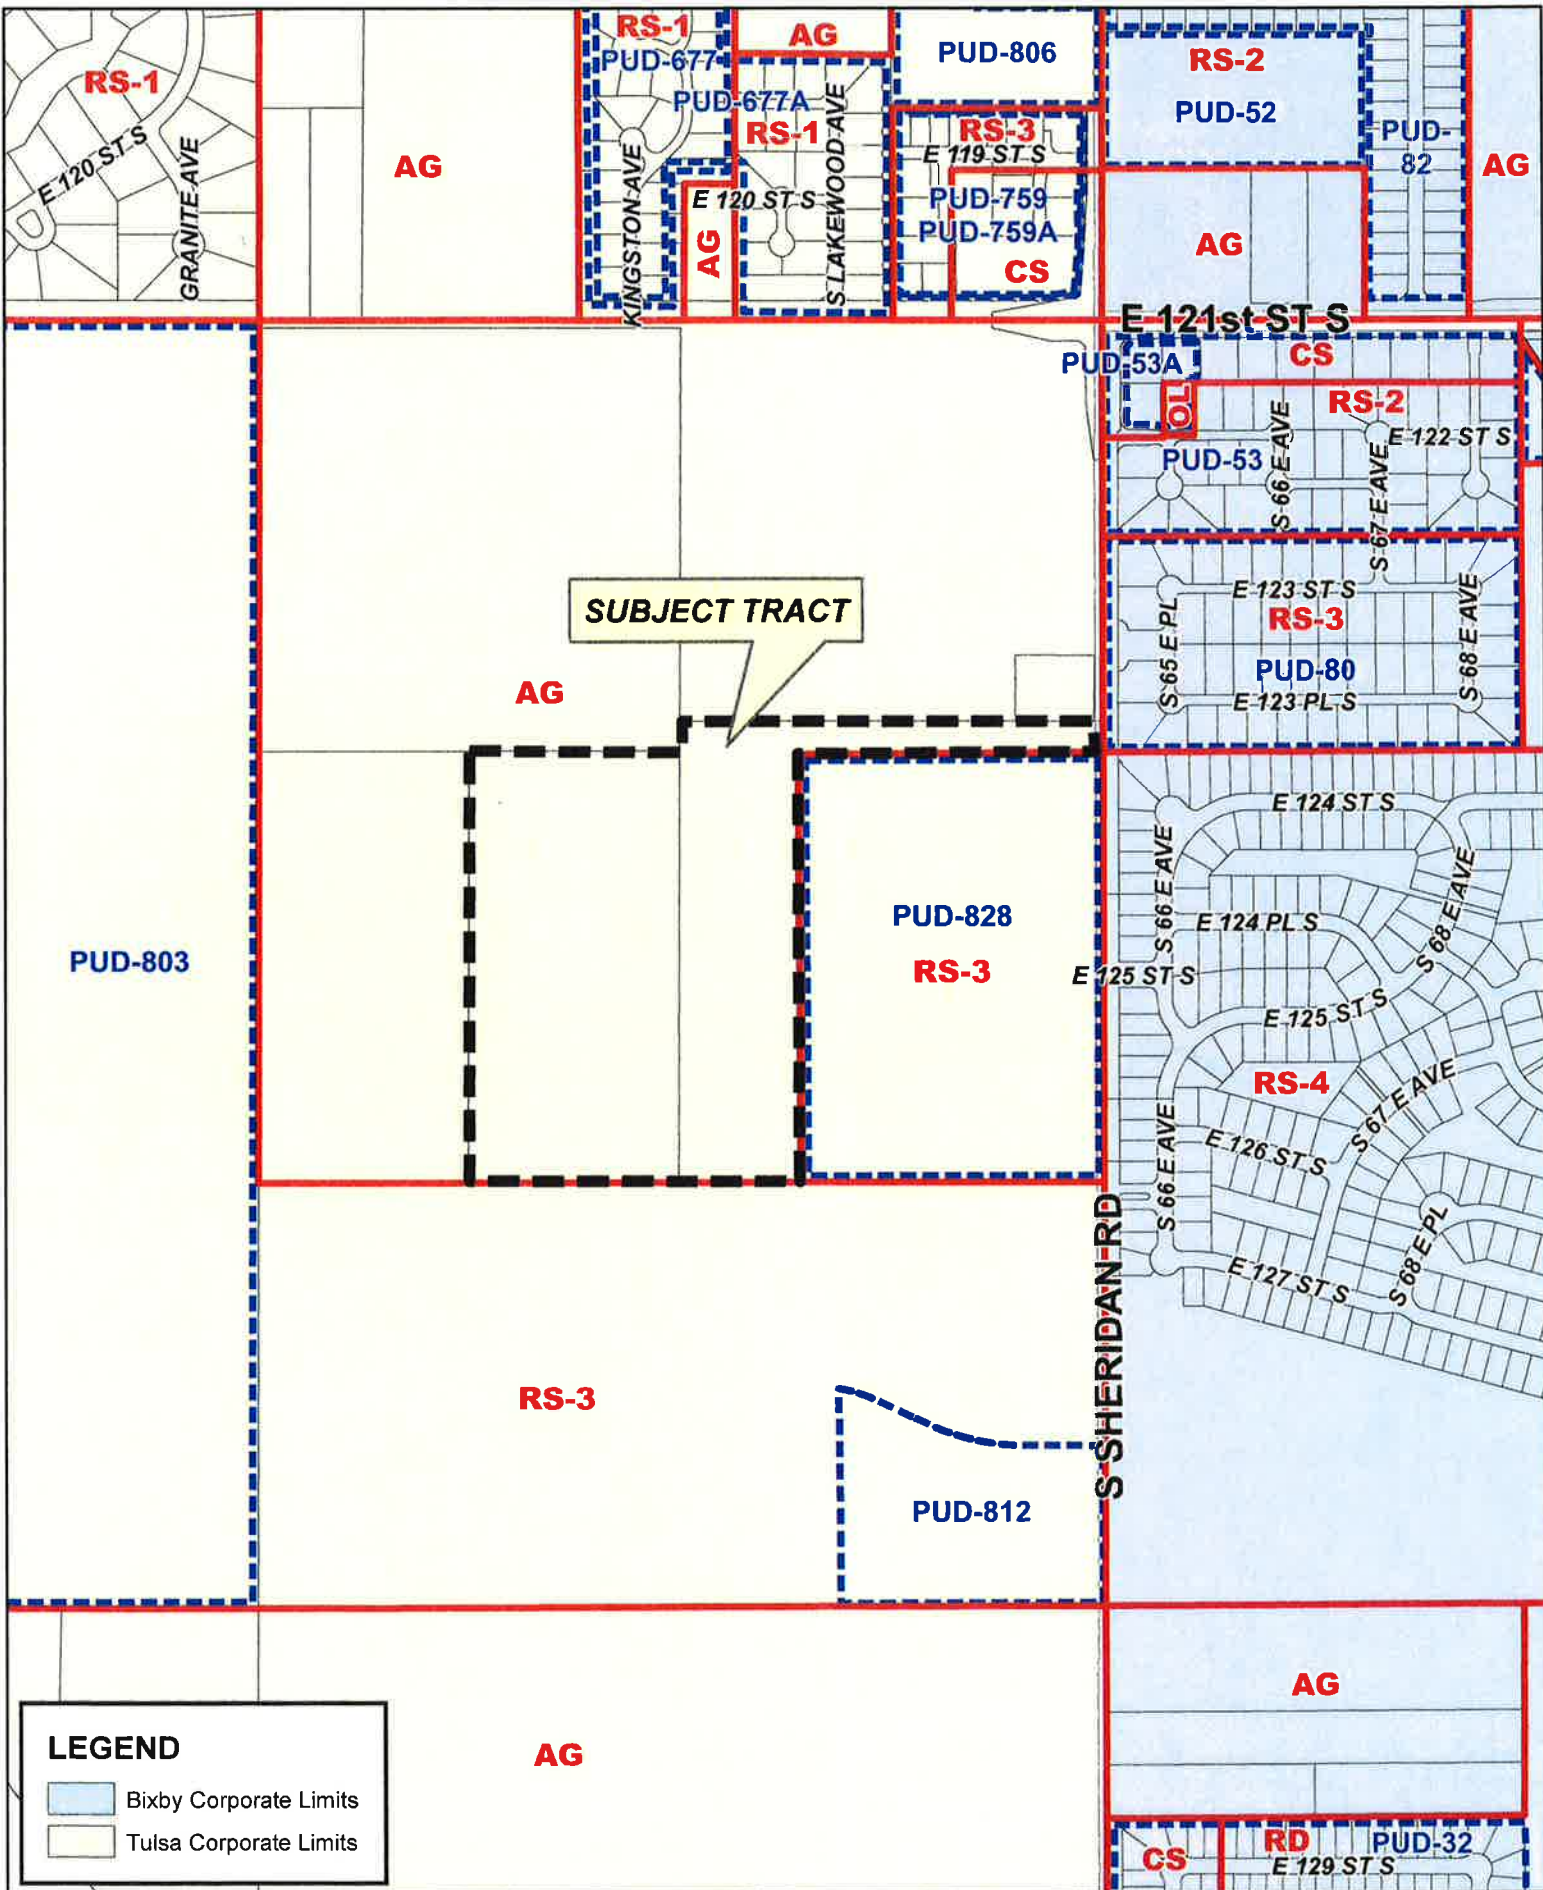 RS-1
PUD-677
AG
PUD-806
RS-2
RS-1
PUD-677A
RS-1
PUD-52
PUD-
82
AG
AG
RS-3
E 119 ST S
E 120 ST S
GRANITE AVE
KINGSTON AVE
E 120 ST S
AG
S LAKEWOOD AVE
PUD-759
PUD-759A
CS
AG
E 121st ST S
PUD-53A
CS
OL
RS-2
E 122 ST S
PUD-53
S 66 E AVE
S 67 E AVE
SUBJECT TRACT
E 123 ST S
RS-3
S 65 E PL
PUD-80
S 68 E AVE
E 123 PL S
AG
E 124 ST S
S 66 E AVE
PUD-828
E 124 PL S
S 68 E AVE
PUD-803
RS-3
E 125 ST S
E 125 ST S
RS-4
S 67 E AVE
S 66 E AVE
E 126 ST S
S SHERIDAN RD
S 68 E PL
E 127 ST S
RS-3
PUD-812
AG
AG
LEGEND
Bixby Corporate Limits
Tulsa Corporate Limits
CS
RD
PUD-32
E 129 ST S